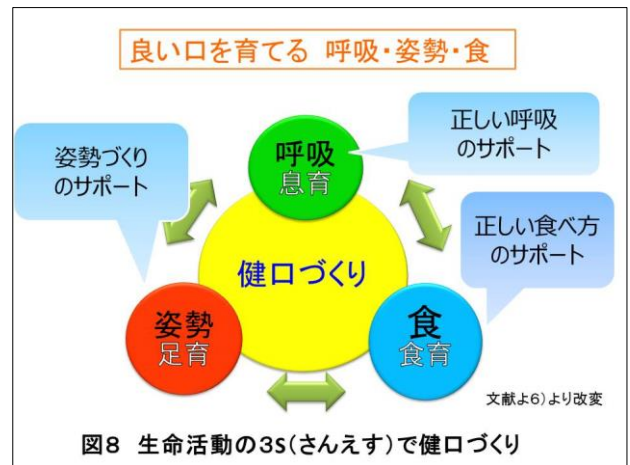 良い口を育てる 呼吸・姿勢・食
姿勢づくり
のサポート
呼吸
息育
正しい呼吸
のサポート
健口づくり
正しい食べ方
のサポート
姿勢
足育
食
食育
文献よ6)より改変
図8 生命活動の3S(さんえす)で健口づくり